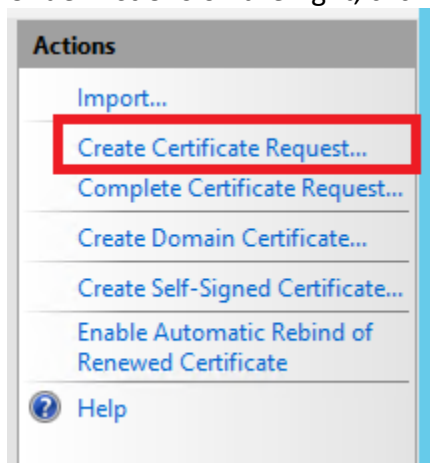 Actions
Import...
Create Certificate Request...
Complete Certificate Request...
Create Domain Certificate...
Create Self-Signed Certificate...
Enable Automatic Rebind of
Renewed Certificate
Help